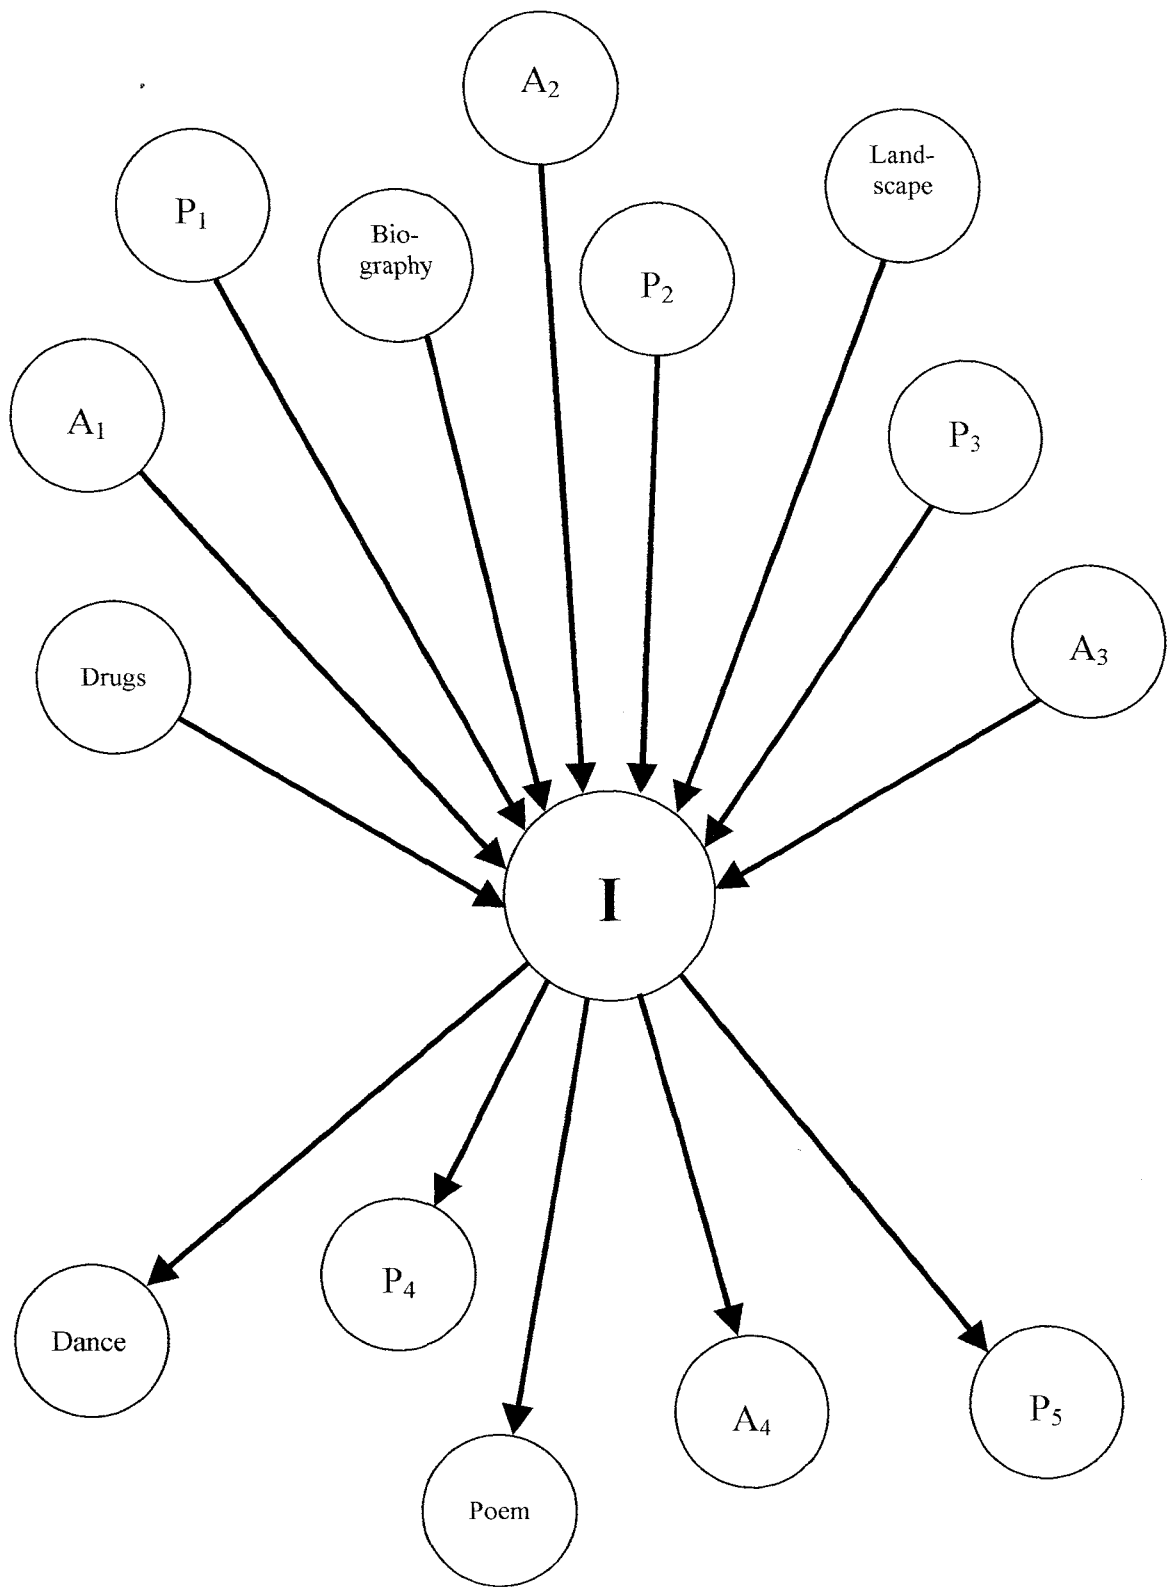 A₂
Land-
scape
P₁
Bio-
graphy
P₂
A₁
P₃
A₃
Drugs
I
P₄
Dance
A₄
P₅
Poem